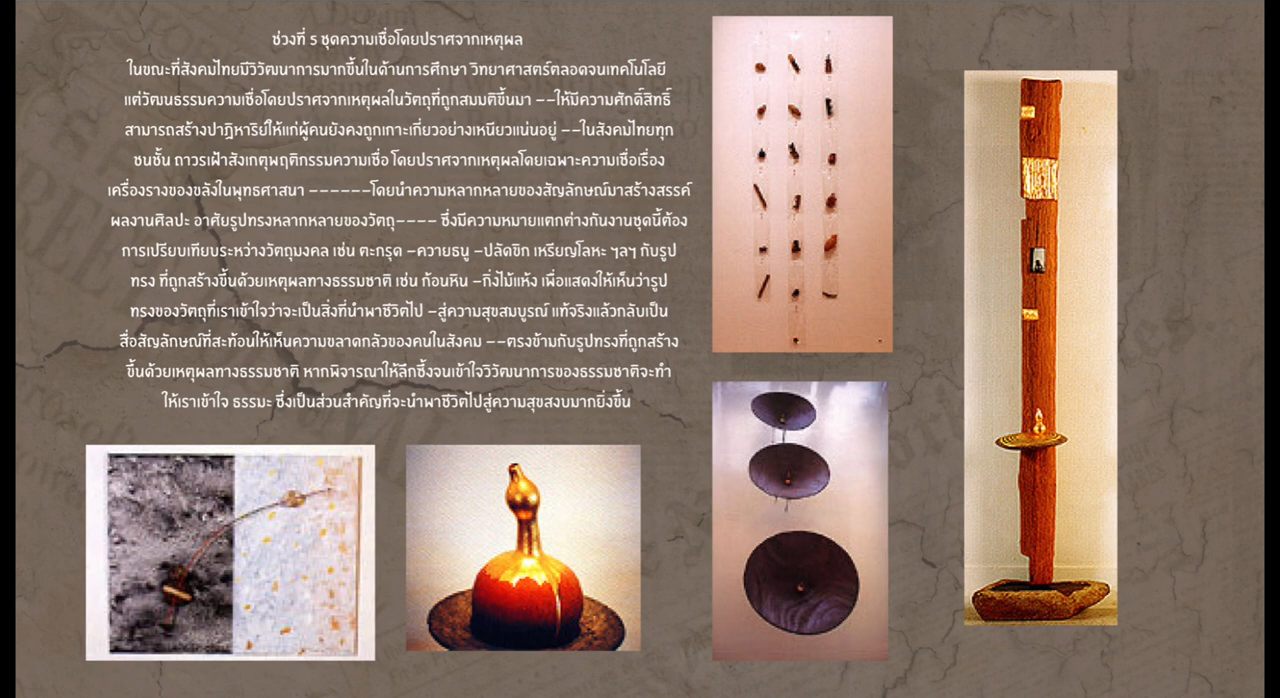 ช่วงที่ 5 ชุดความเชื่อโดยปราศจากเหตุผล
ในขณะที่สังคมไทยมีวิวัฒนาการมากขึ้นในด้านการศึกษา วิทยาศาสตร์ตลอดจนเทคโนโลยี
แต่วัฒนธรรมความเชื่อโดยปราศจากเหตุผลในวัตถุที่ถูกสมมติขึ้นมา --ให้มีความศักดิ์สิทธิ์
สามารถสร้างปาฏิหาริย์ให้แก่ผู้คนยังคงถูกเกาะเกี่ยวอย่างเหนียวแน่นอยู่ --ในสังคมไทยทุก
ชนชั้น ถาวรเฝ้าสังเกตุพฤติกรรมความเชื่อ โดยปราศจากเหตุผลโดยเฉพาะความเชื่อเรื่อง
เครื่องรางของขลังในพุทธศาสนา ------โดยนำความหลากหลายของสัญลักษณ์มาสร้างสรรค์
ผลงานศิลปะ อาศัยรูปทรงหลากหลายของวัตถุ---- ซึ่งมีความหมายแตกต่างกันงานชุดนี้ต้อง
การเปรียบเทียบระหว่างวัตถุมงคล เช่น ตะกรุด -ควายธนู -ปลัดขิก เหรียญโลหะ ฯลฯ กับรูป
ทรง ที่ถูกสร้างขึ้นด้วยเหตุผลทางธรรมชาติ เช่น ก้อนหิน -กิ่งไม้แห้ง เพื่อแสดงให้เห็นว่ารูป
ทรงของวัตถุที่เราเข้าใจว่าจะเป็นสิ่งที่นำพาชีวิตไป -สู่ความสุขสมบูรณ์ แท้จริงแล้วกลับเป็น
สื่อสัญลักษณ์ที่สะท้อนให้เห็นความขลาดกลัวของคนในสังคม --ตรงข้ามกับรูปทรงที่ถูกสร้าง
ขึ้นด้วยเหตุผลทางธรรมชาติ หากพิจารณาให้ลึกซึ้งจนเข้าใจวิวัฒนาการของธรรมชาติจะทำ
ให้เราเข้าใจ ธรรมะ ซึ่งเป็นส่วนสำคัญที่จะนำพาชีวิตไปสู่ความสุขสงบมากยิ่งขึ้น